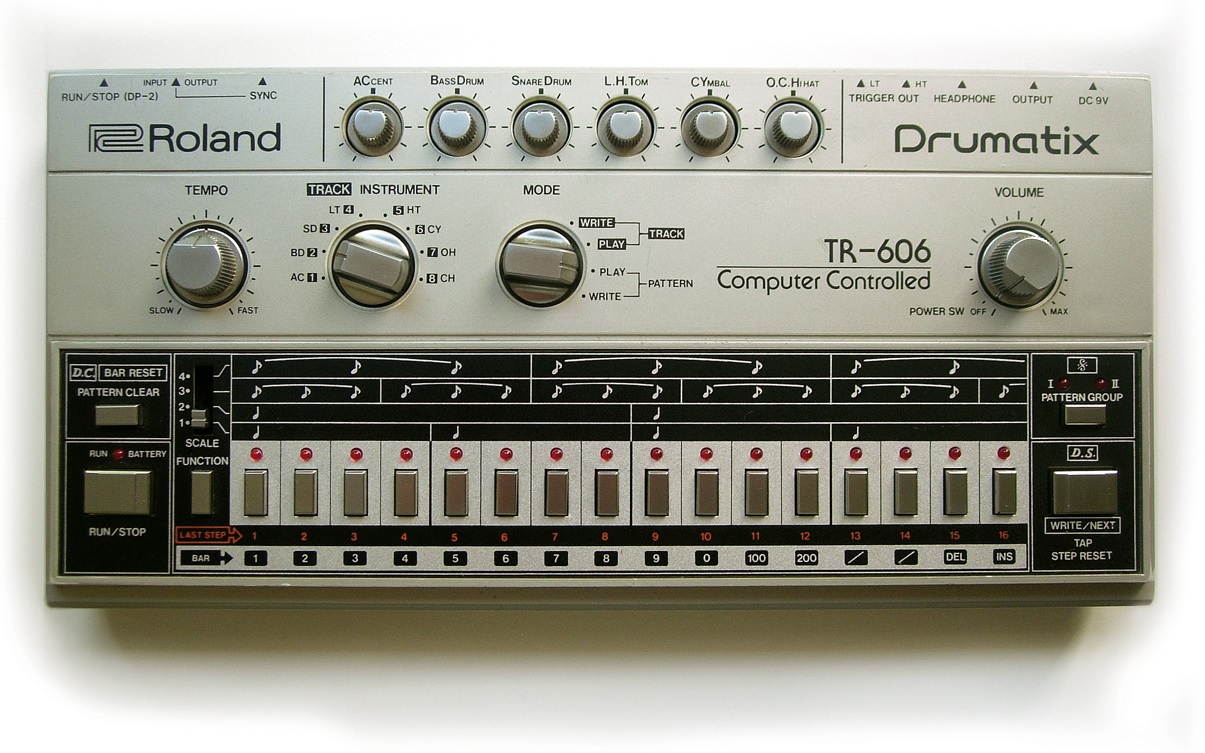 INPUT OUTPUT
RUN/STOP (DP-2) SYNC
Roland
ACCENT BASSDRUM SNAREDRUM L.H.TOM CYMBAL O.C.HIHAT
LT HT
TRIGGER OUT HEADPHONE OUTPUT DC 9V
Drumatix
TEMPO
SLOW FAST
TRACK INSTRUMENT
LT 4 5 HT
SD 3 6 CY
BD 2 7 OH
AC 1 8 CH
MODE
WRITE
PLAY TRACK
PLAY
WRITE PATTERN
TR-606
Computer Controlled
VOLUME
POWER SW OFF MAX
D.C. BAR RESET
PATTERN CLEAR
RUN BATTERY
RUN/STOP
4
3
2
1
SCALE
FUNCTION
LAST STEP 1 2 3 4 5 6 7 8 9 10 11 12 13 14 15 16
BAR 1 2 3 4 5 6 7 8 9 0 100 200 DEL INS
I II
PATTERN GROUP
D.S.
WRITE/NEXT
TAP
STEP RESET